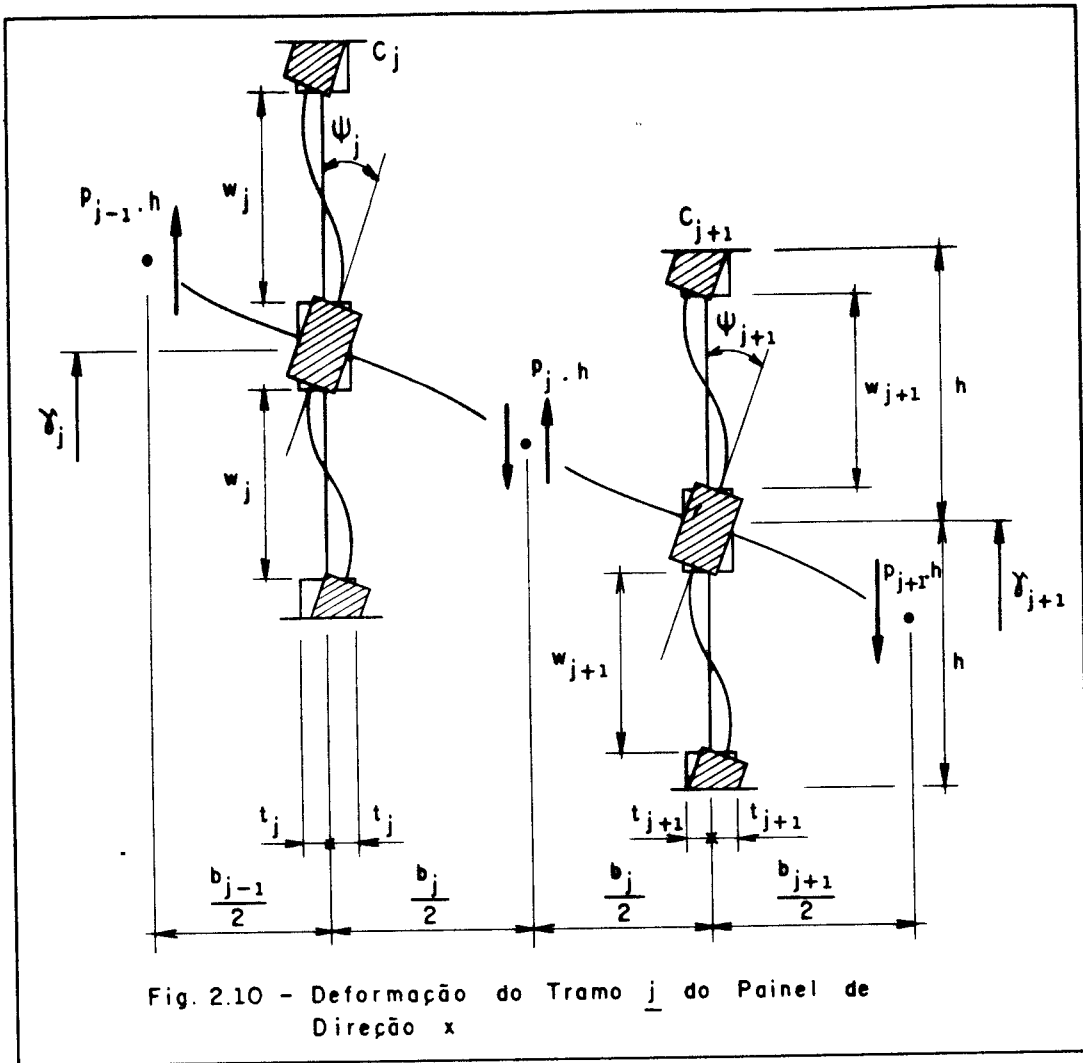 C_j
ψ_j
w_j
p_{j-1}.h
C_{j+1}
ψ_{j+1}
w_{j+1}
h
p_j.h
γ_j
w_j
p_{j+1}.h
γ_{j+1}
w_{j+1}
h
t_j t_j
t_{j+1} t_{j+1}
b_{j-1}/2 b_j/2 b_j/2 b_{j+1}/2
Fig. 2.10 - Deformação do Tramo j do Painel de
Direção x